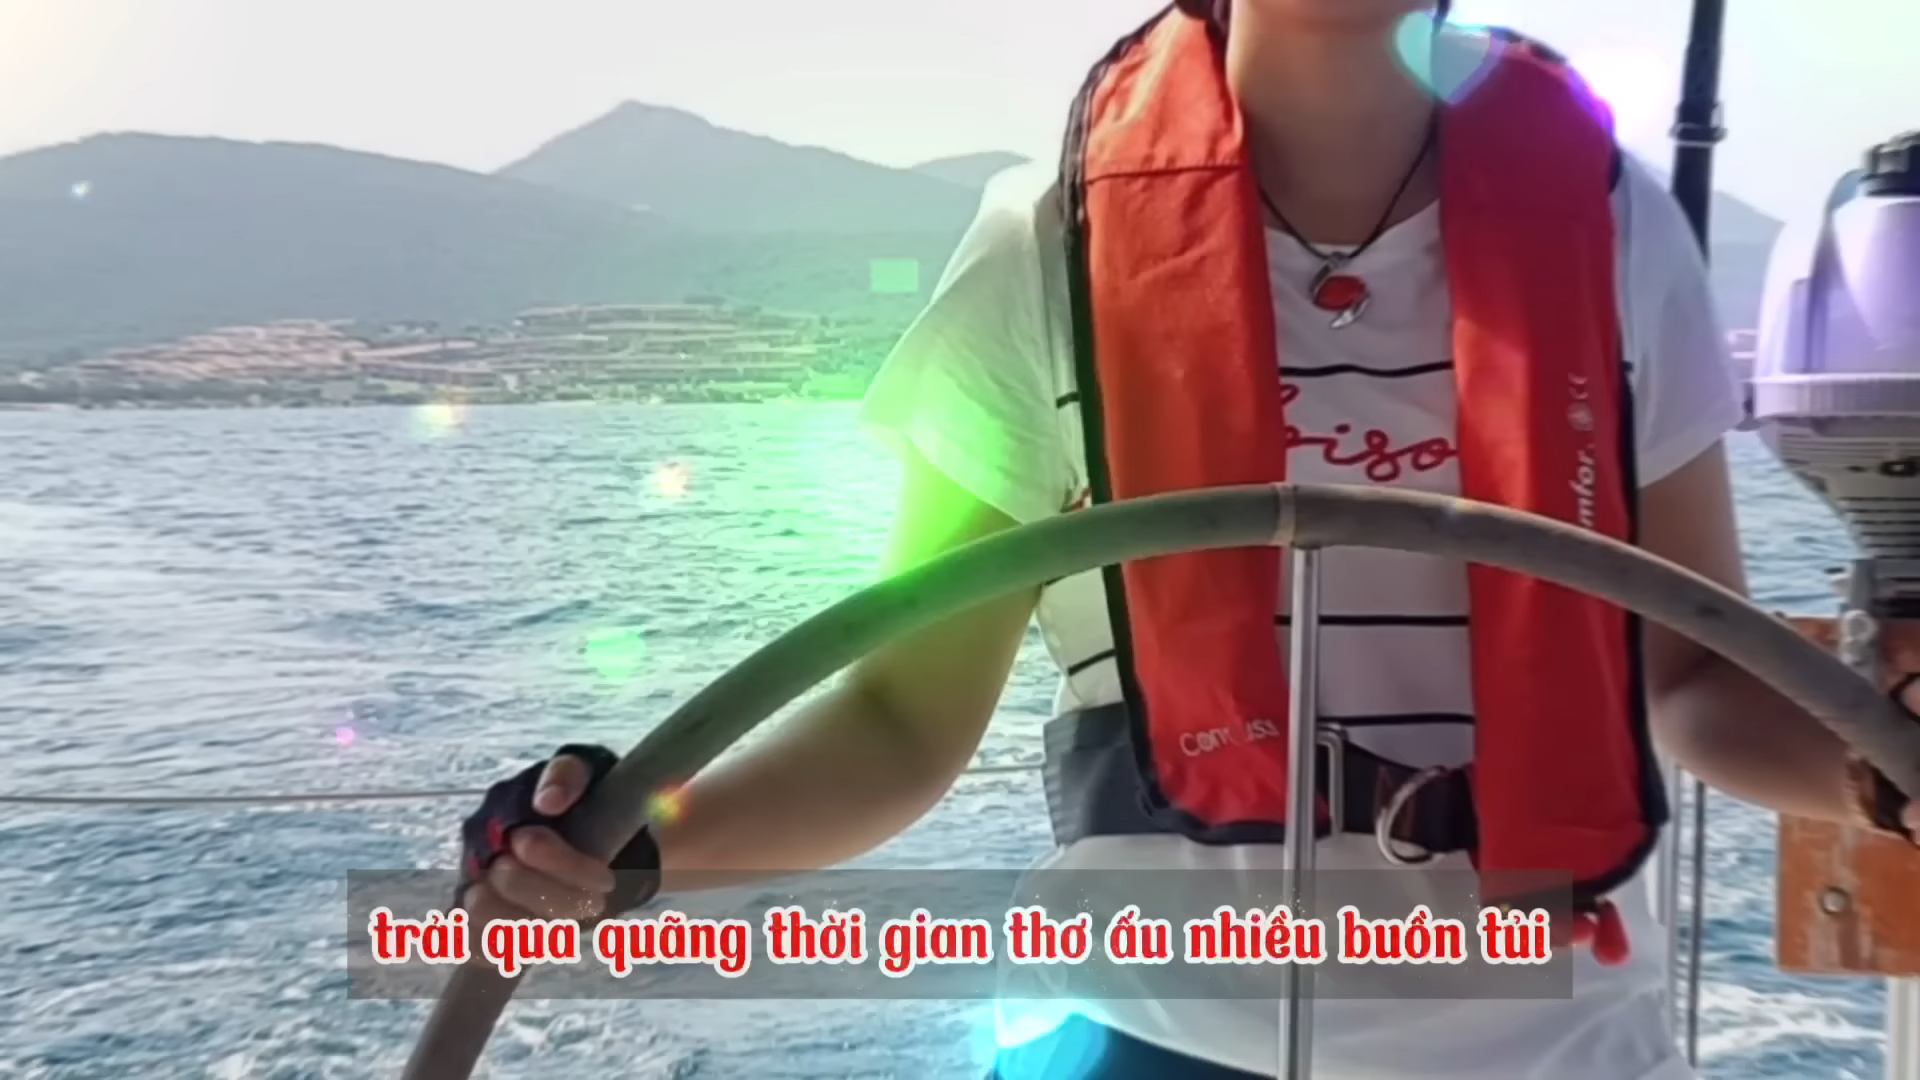 trải qua quãng thời gian thơ ấu nhiều buồn tủi